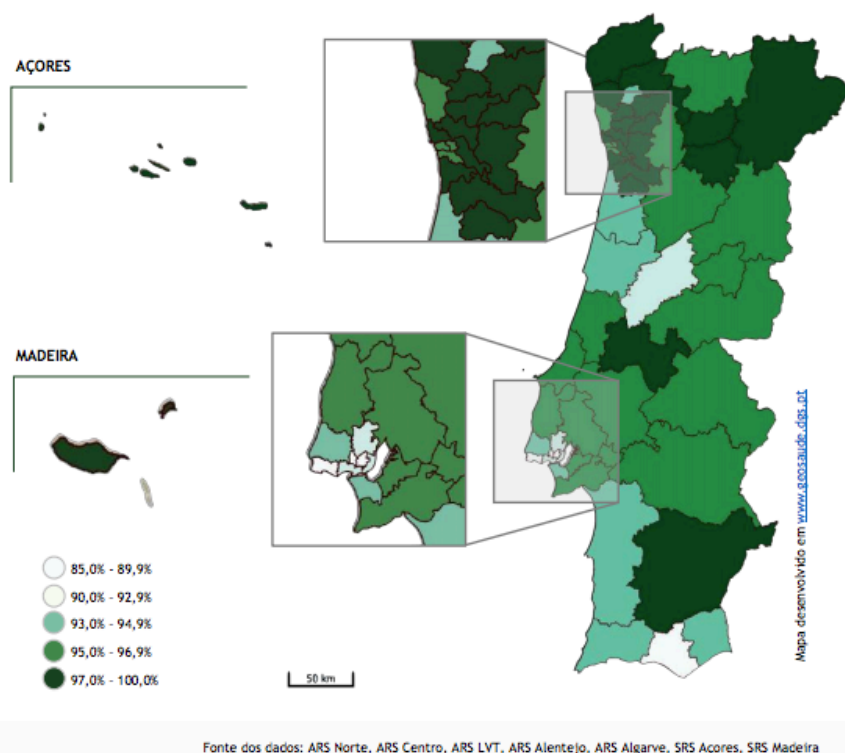 AÇORES
MADEIRA
85,0% - 89,9%
90,0% - 92,9%
93,0% - 94,9%
95,0% - 96,9%
97,0% - 100,0%
50 km
Mapa desenvolvido em www.geosaude.dgs.pt
Fonte dos dados: ARS Norte, ARS Centro, ARS LVT, ARS Alentejo, ARS Algarve, SRS Açores, SRS Madeira